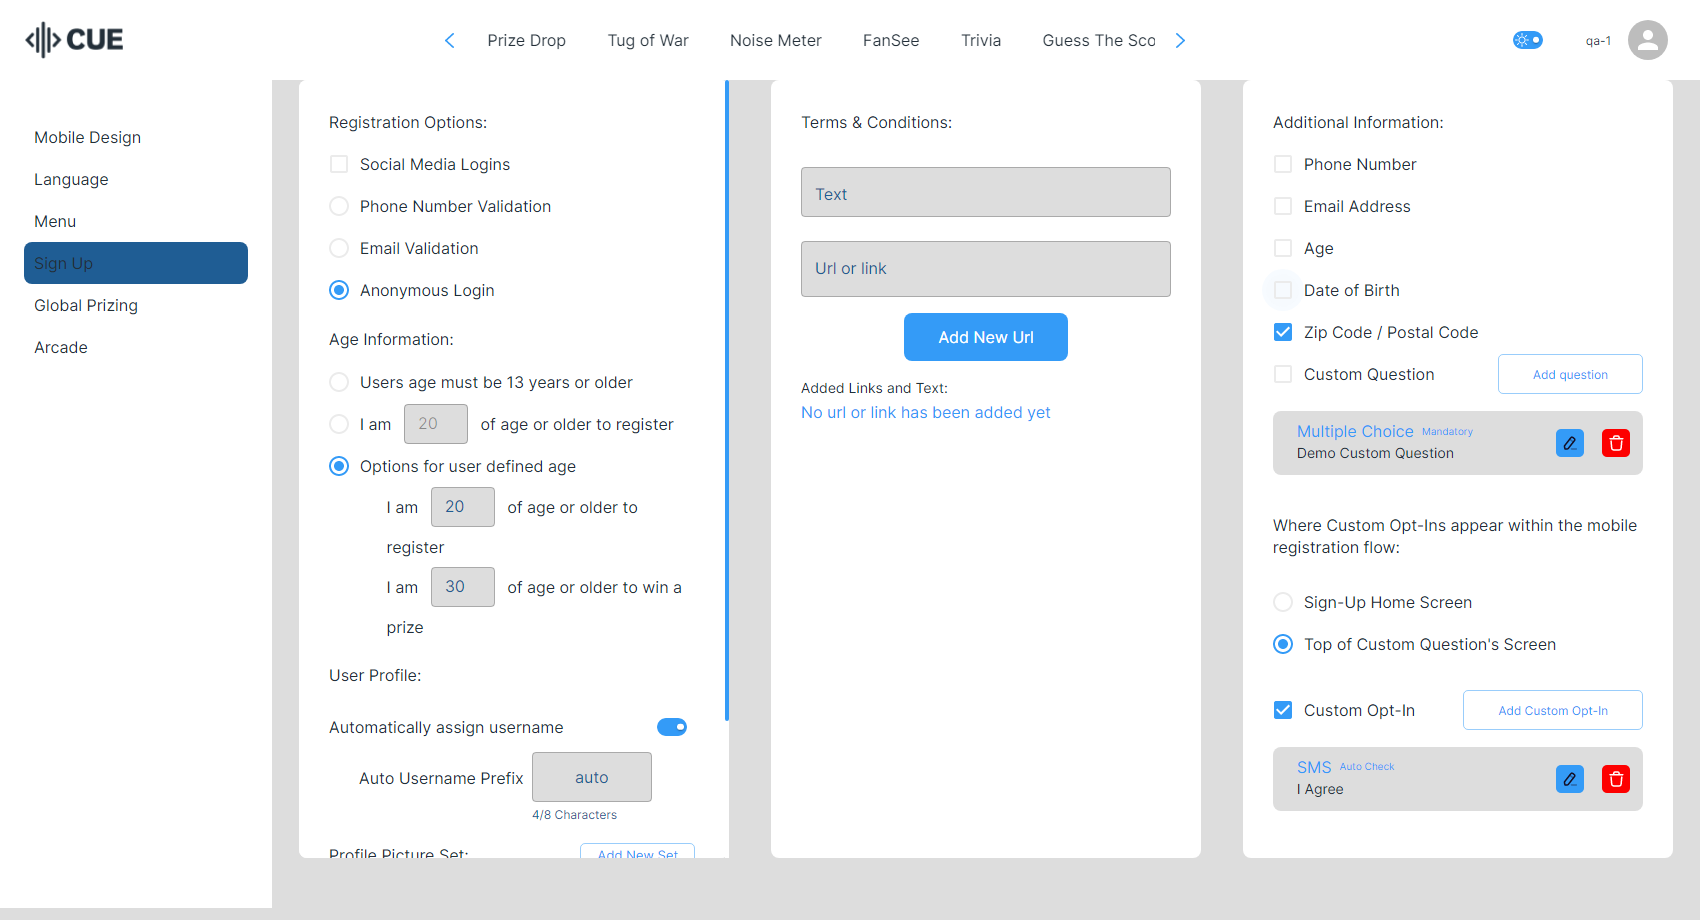 CUE
Prize Drop
Tug of War
Noise Meter
FanSee
Trivia
Guess The Sco
qa-1
Mobile Design
Language
Menu
Sign Up
Global Prizing
Arcade
Registration Options:
Social Media Logins
Phone Number Validation
Email Validation
Anonymous Login
Age Information:
Users age must be 13 years or older
I am 20 of age or older to register
Options for user defined age
I am 20 of age or older to
register
I am 30 of age or older to win a
prize
User Profile:
Automatically assign username
Auto Username Prefix auto
4/8 Characters
Profile Picture Set: Add New Set
Terms & Conditions:
Text
Url or link
Add New Url
Added Links and Text:
No url or link has been added yet
Additional Information:
Phone Number
Email Address
Age
Date of Birth
Zip Code / Postal Code
Custom Question Add question
Multiple Choice Mandatory
Demo Custom Question
Where Custom Opt-Ins appear within the mobile
registration flow:
Sign-Up Home Screen
Top of Custom Question's Screen
Custom Opt-In Add Custom Opt-In
SMS Auto Check
I Agree